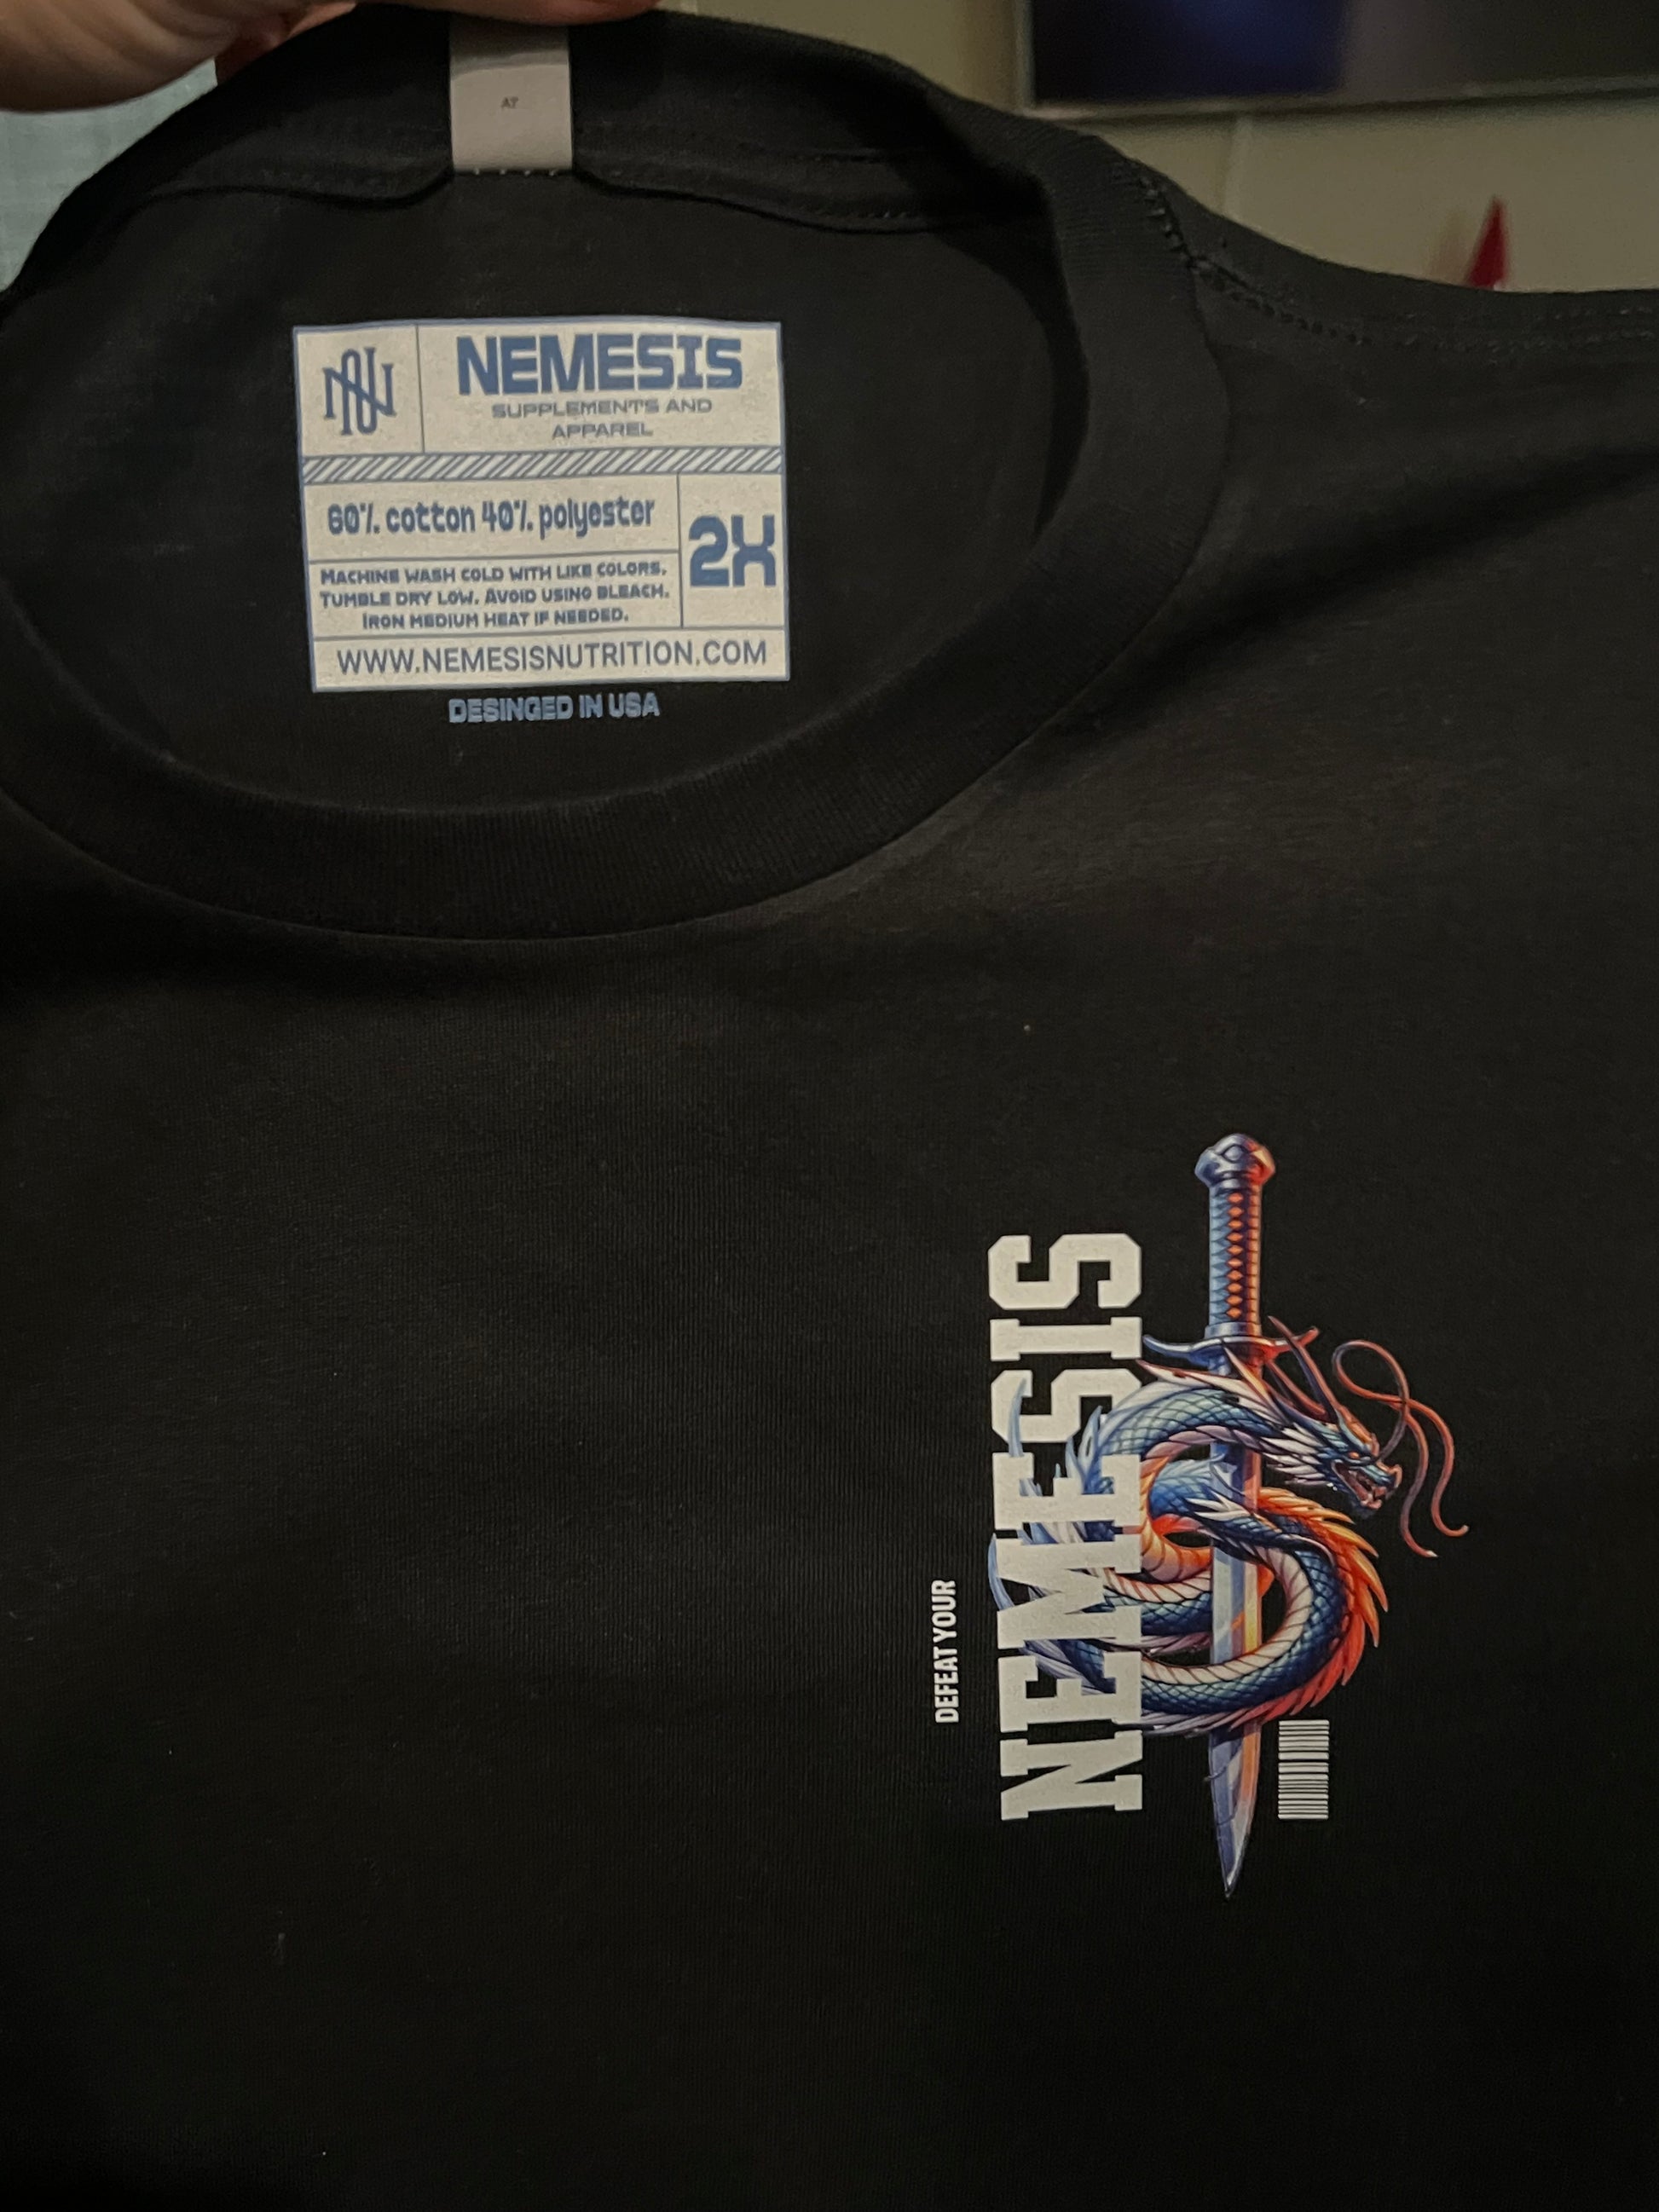 AT
NEMESIS
SUPPLEMENTS AND
APPAREL
60% cotton 40% polyester
2X
MACHINE WASH COLD WITH LIKE COLORS.
TUMBLE DRY LOW. AVOID USING BLEACH.
IRON MEDIUM HEAT IF NEEDED.
WWW.NEMESISNUTRITION.COM
DESINGED IN USA
DEFEAT YOUR
NEMESIS